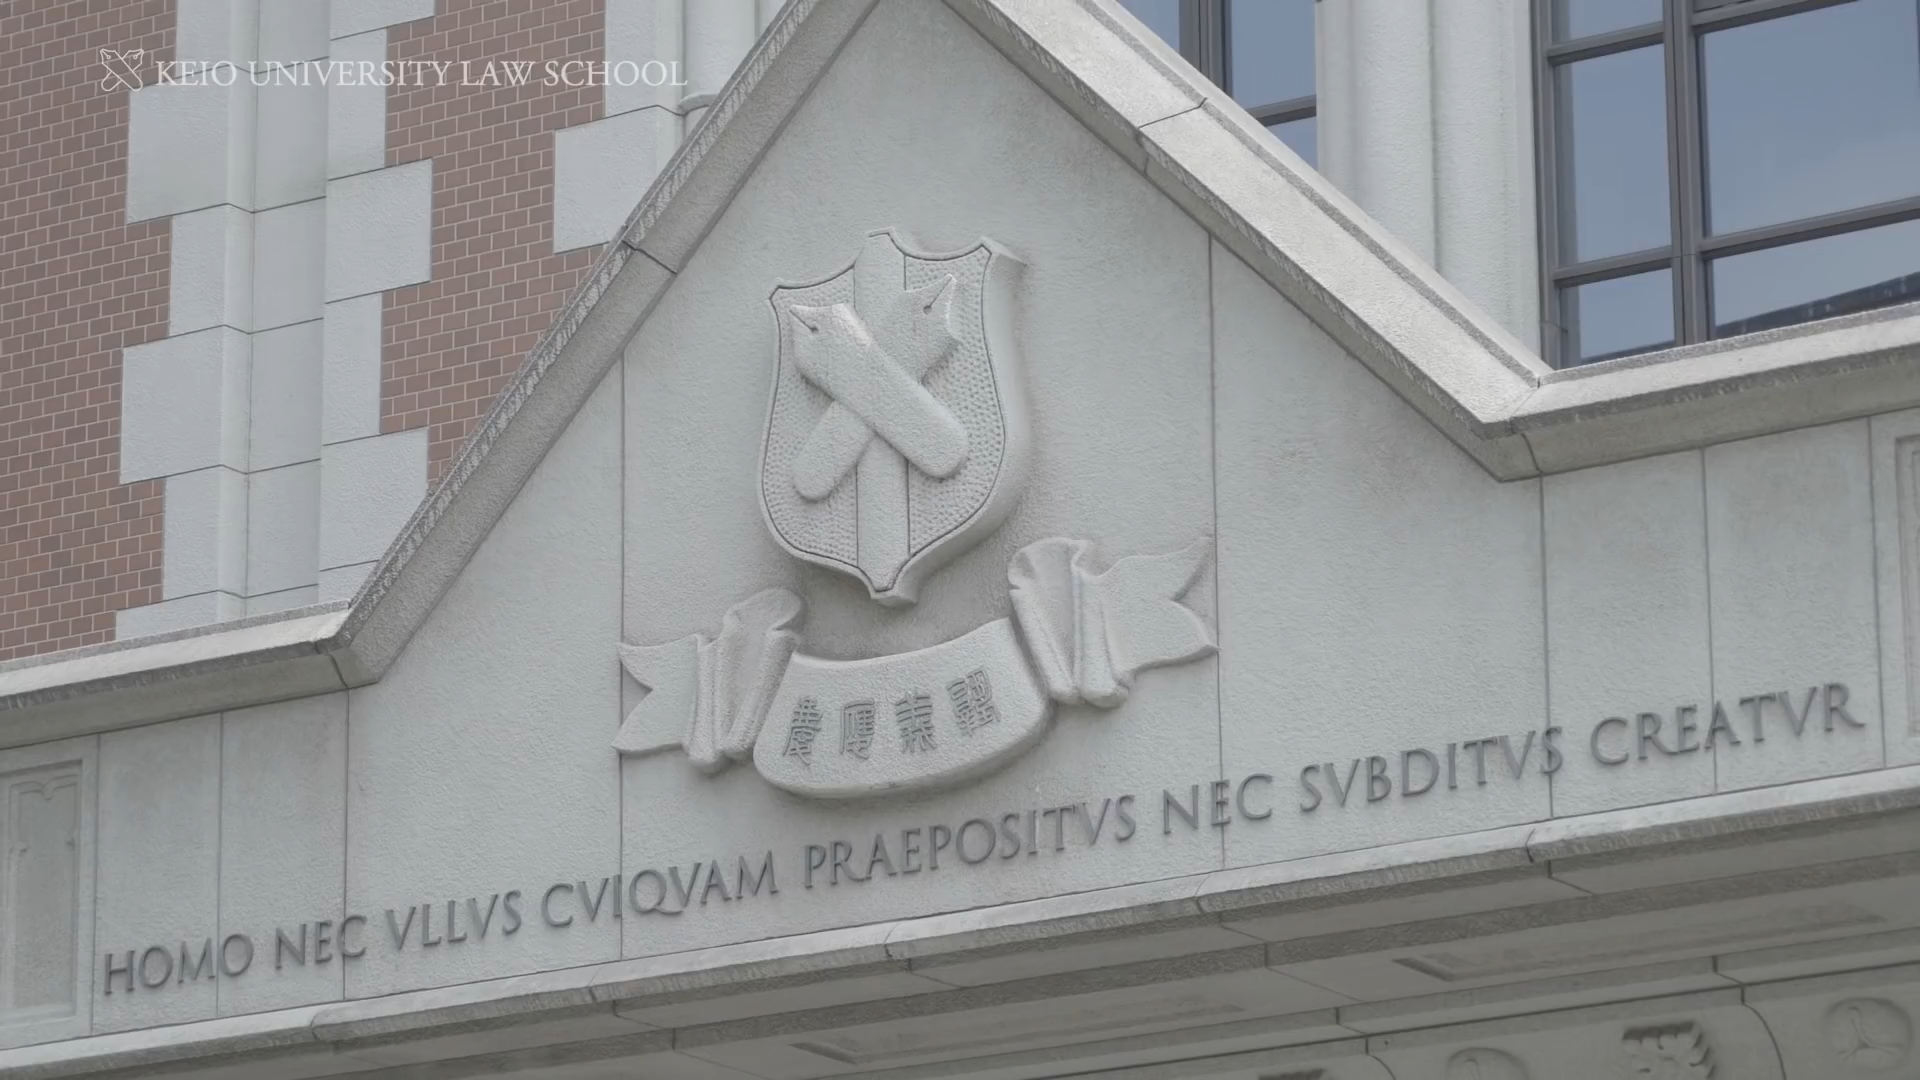 KEIO UNIVERSITY LAW SCHOOL
慶應義塾
HOMO NEC VLLVS CVIQVAM PRAEPOSITVS NEC SVBDITVS CREATVR